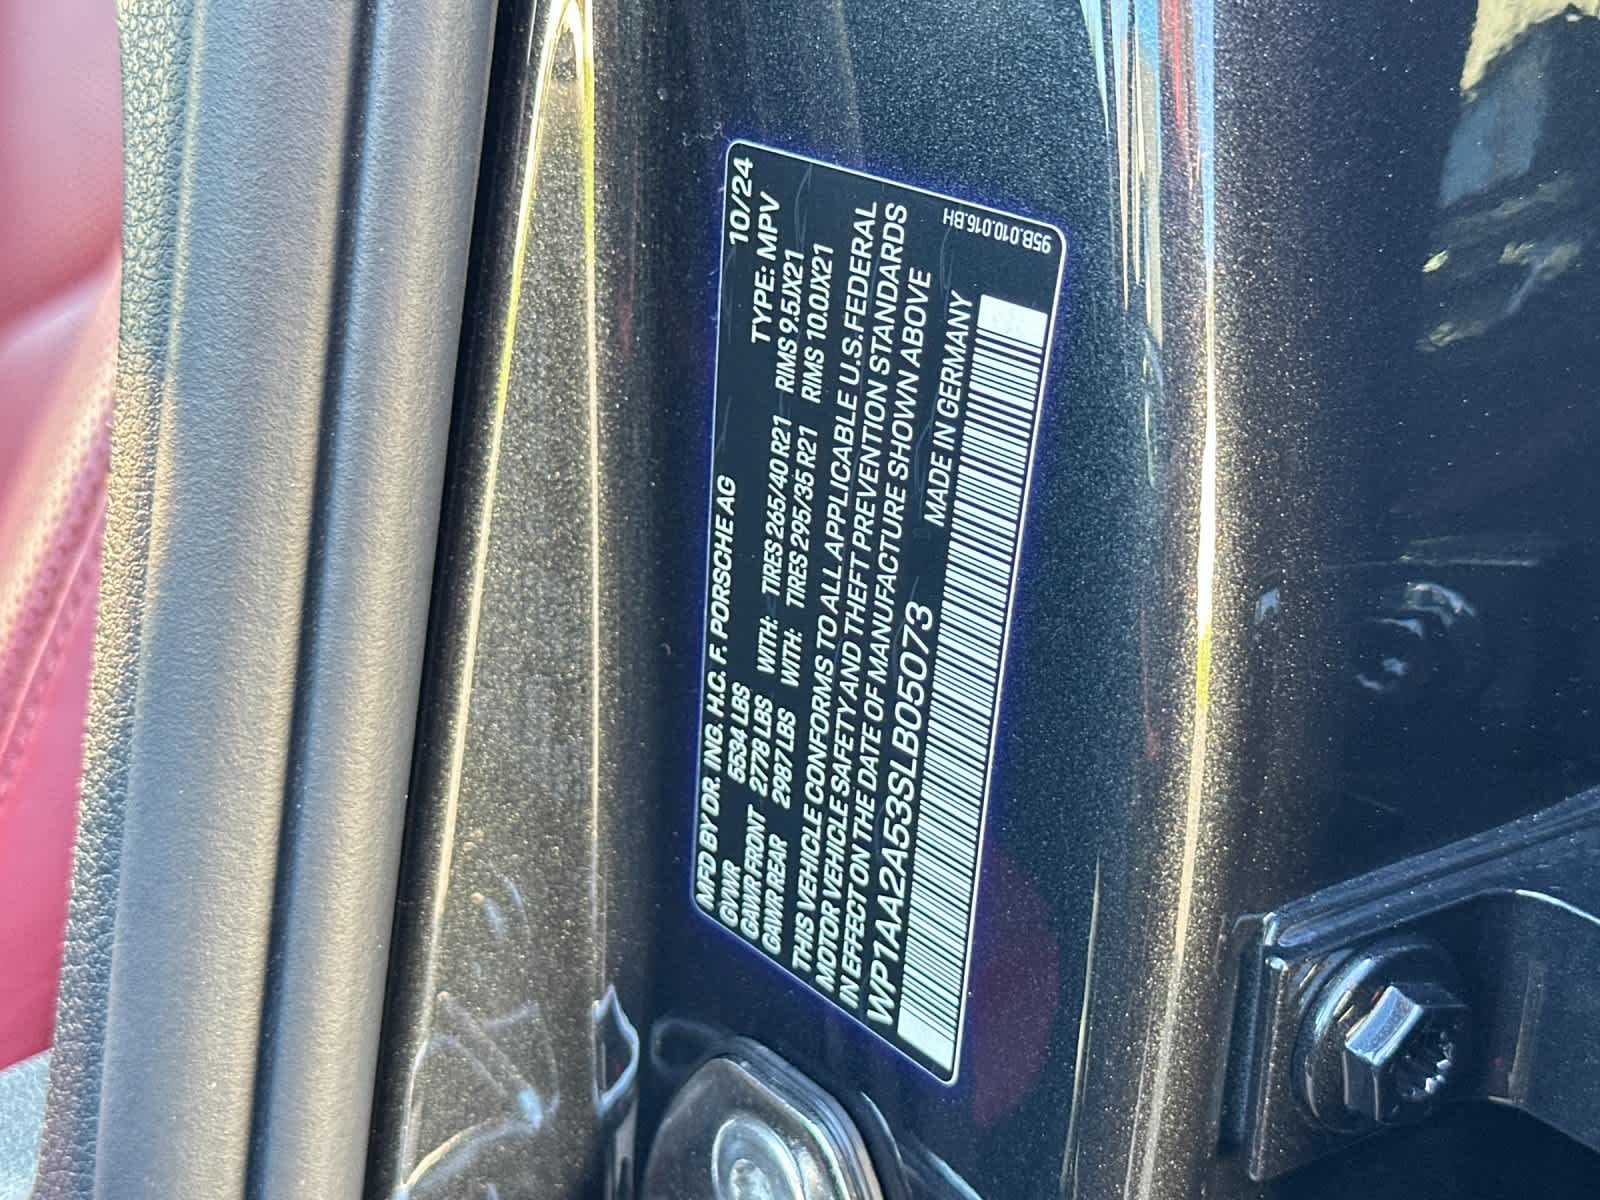 MFD BY DR. ING. H.C. F. PORSCHE AG 10/24
GVWR 5534 LBS TYPE: MPV
GAWR FRONT 2778 LBS WITH: TIRES 265/40 R21 RIMS 9.5JX21
GAWR REAR 2987 LBS WITH: TIRES 295/35 R21 RIMS 10.0JX21
THIS VEHICLE CONFORMS TO ALL APPLICABLE U.S.FEDERAL
MOTOR VEHICLE SAFETY AND THEFT PREVENTION STANDARDS
IN EFFECT ON THE DATE OF MANUFACTURE SHOWN ABOVE
WP1AA2A53SLB05073 MADE IN GERMANY
95B.010.016.BH